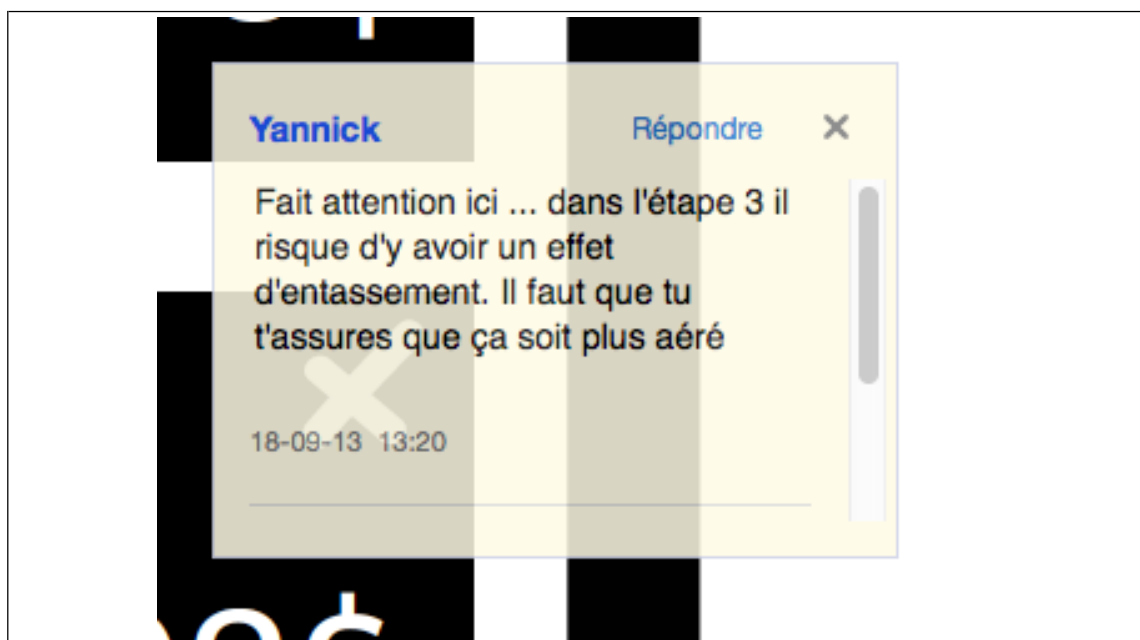 Yannick Répondre
Fait attention ici ... dans l'étape 3 il
risque d'y avoir un effet
d'entassement. Il faut que tu
t'assures que ça soit plus aéré
18-09-13 13:20